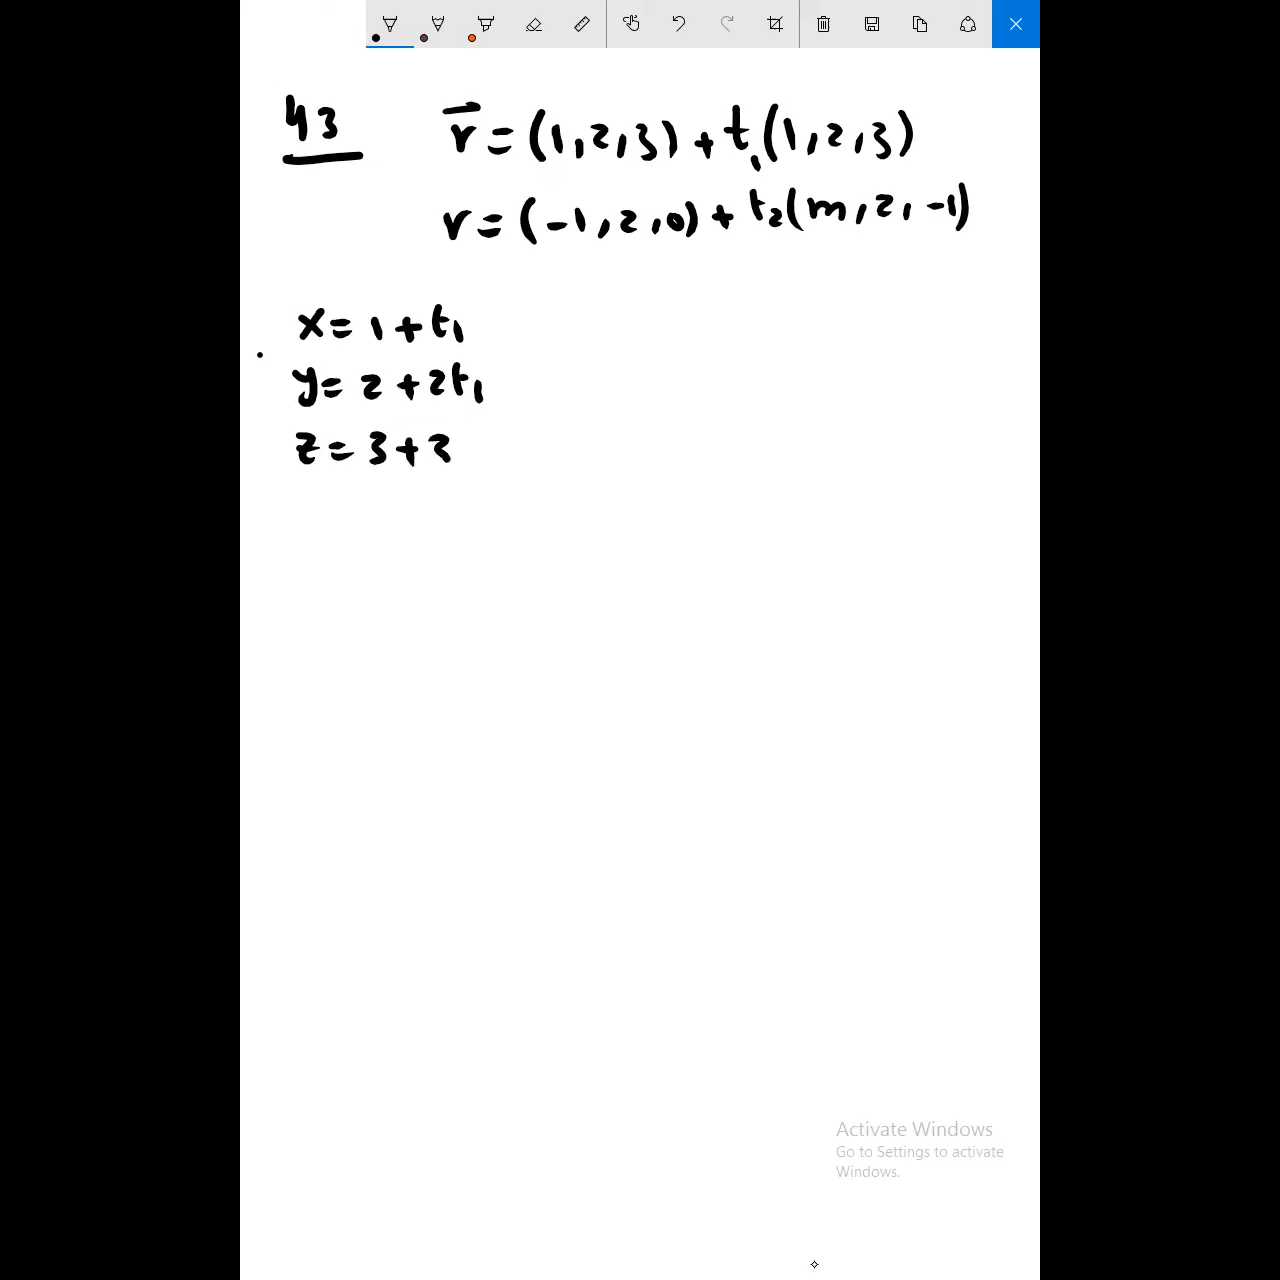 43
r = (1,2,3) + t₁(1,2,3)
r = (-1,2,0) + t₂(m,2,-1)
x = 1 + t₁
y = 2 + 2t₁
z = 3 + 3
Activate Windows
Go to Settings to activate
Windows.